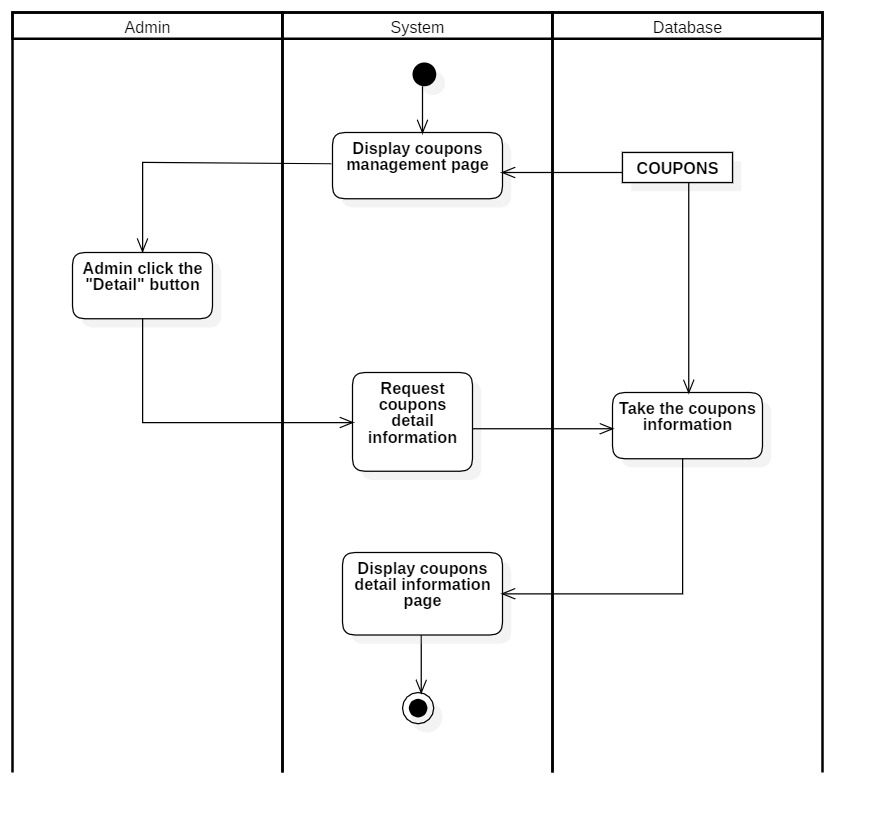 Admin
System
Database
Display coupons
management page
COUPONS
Admin click the
"Detail" button
Request
coupons
detail
information
Take the coupons
information
Display coupons
detail information
page